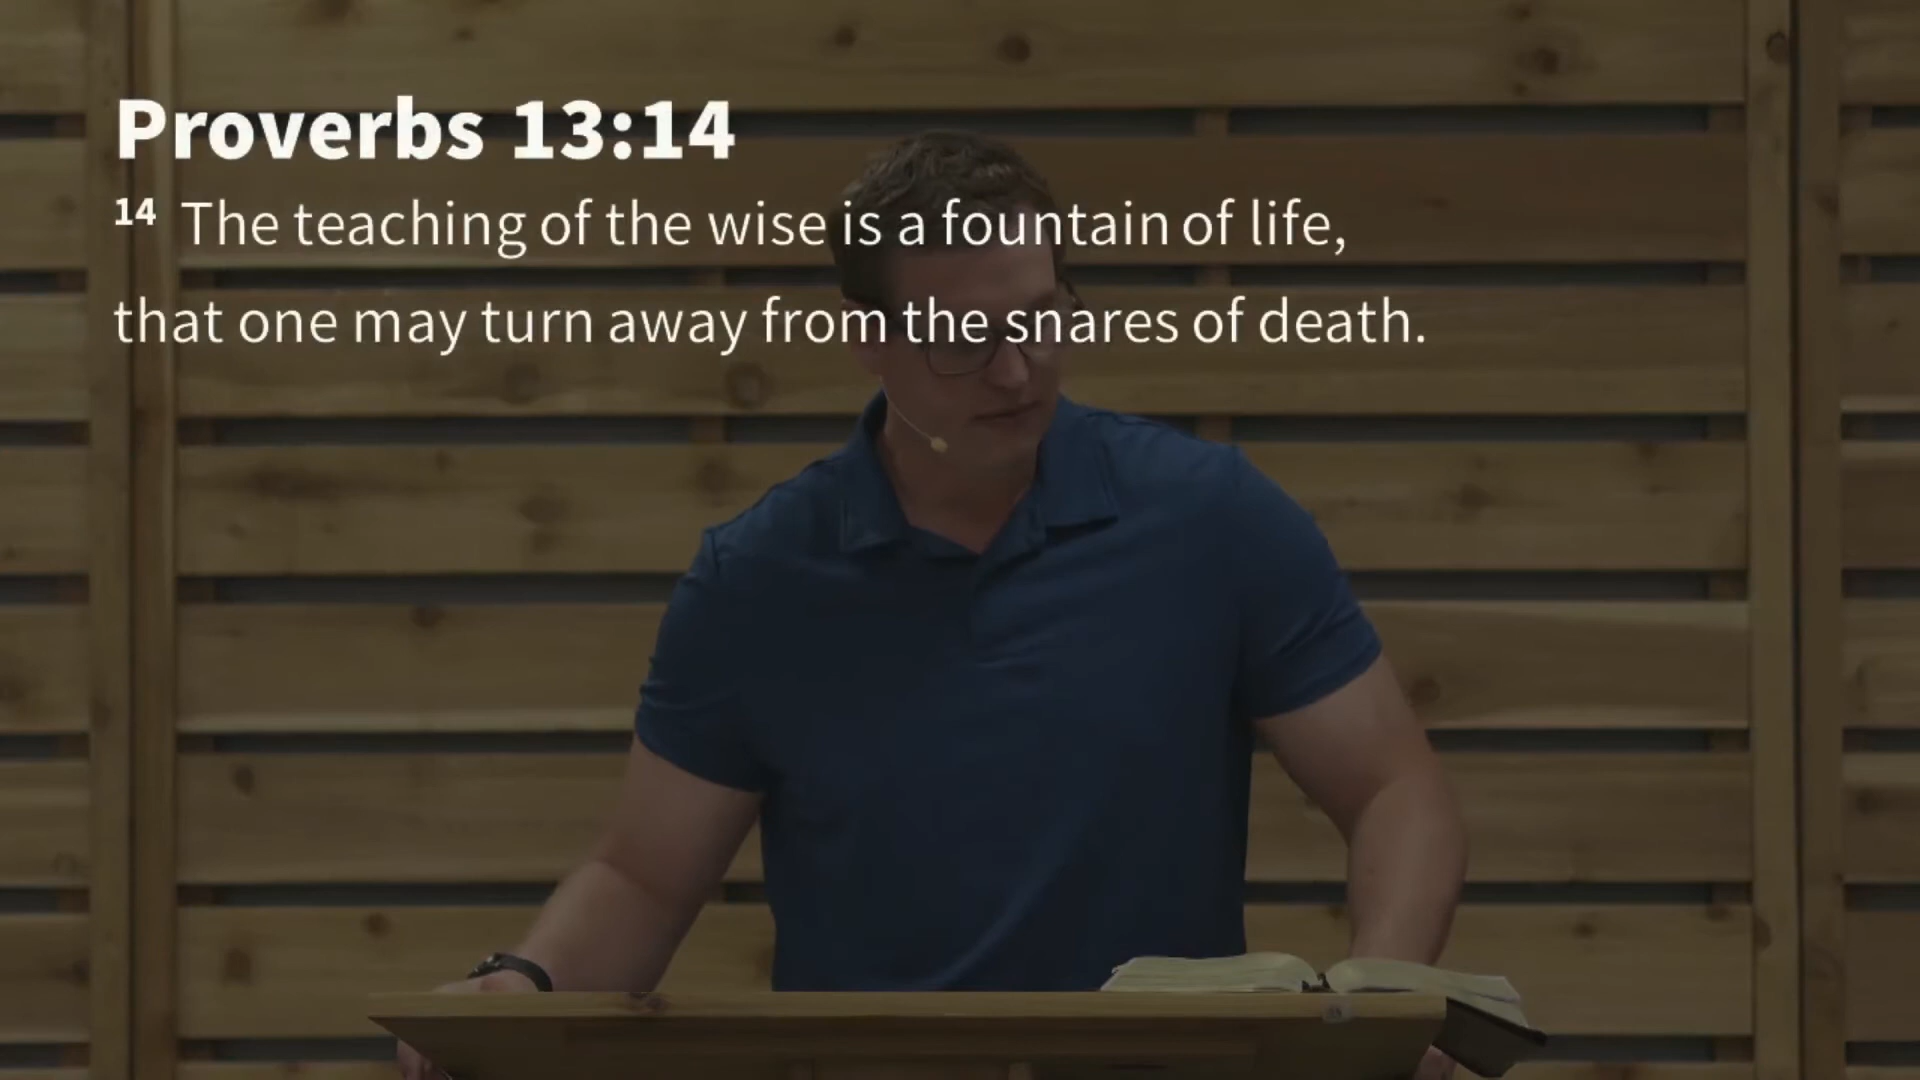 Proverbs 13:14
14 The teaching of the wise is a fountain of life,
that one may turn away from the snares of death.